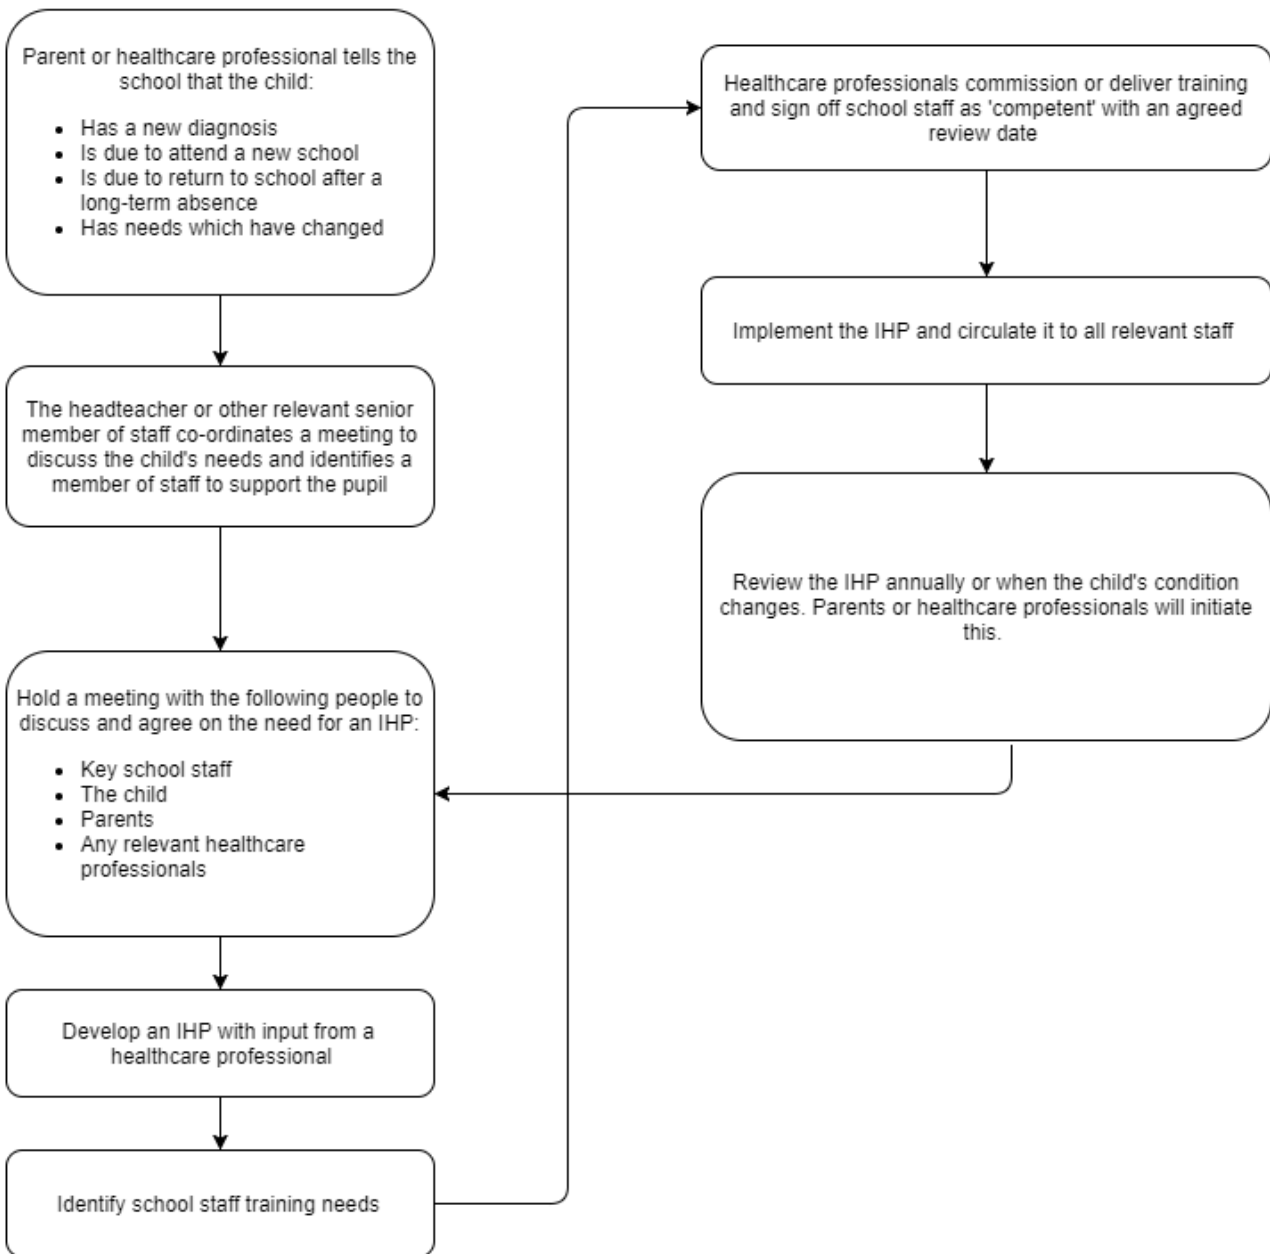 Parent or healthcare professional tells the
school that the child:
• Has a new diagnosis
• Is due to attend a new school
• Is due to return to school after a
long-term absence
• Has needs which have changed
The headteacher or other relevant senior
member of staff co-ordinates a meeting to
discuss the child's needs and identifies a
member of staff to support the pupil
Hold a meeting with the following people to
discuss and agree on the need for an IHP:
• Key school staff
• The child
• Parents
• Any relevant healthcare
professionals
Develop an IHP with input from a
healthcare professional
Identify school staff training needs
Healthcare professionals commission or deliver training
and sign off school staff as 'competent' with an agreed
review date
Implement the IHP and circulate it to all relevant staff
Review the IHP annually or when the child's condition
changes. Parents or healthcare professionals will initiate
this.